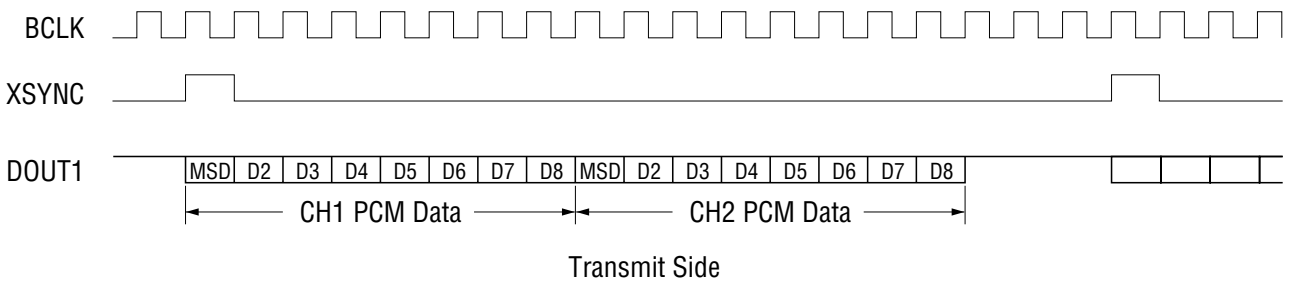 BCLK
XSYNC
DOUT1
MSD D2 D3 D4 D5 D6 D7 D8 MSD D2 D3 D4 D5 D6 D7 D8
CH1 PCM Data CH2 PCM Data
Transmit Side